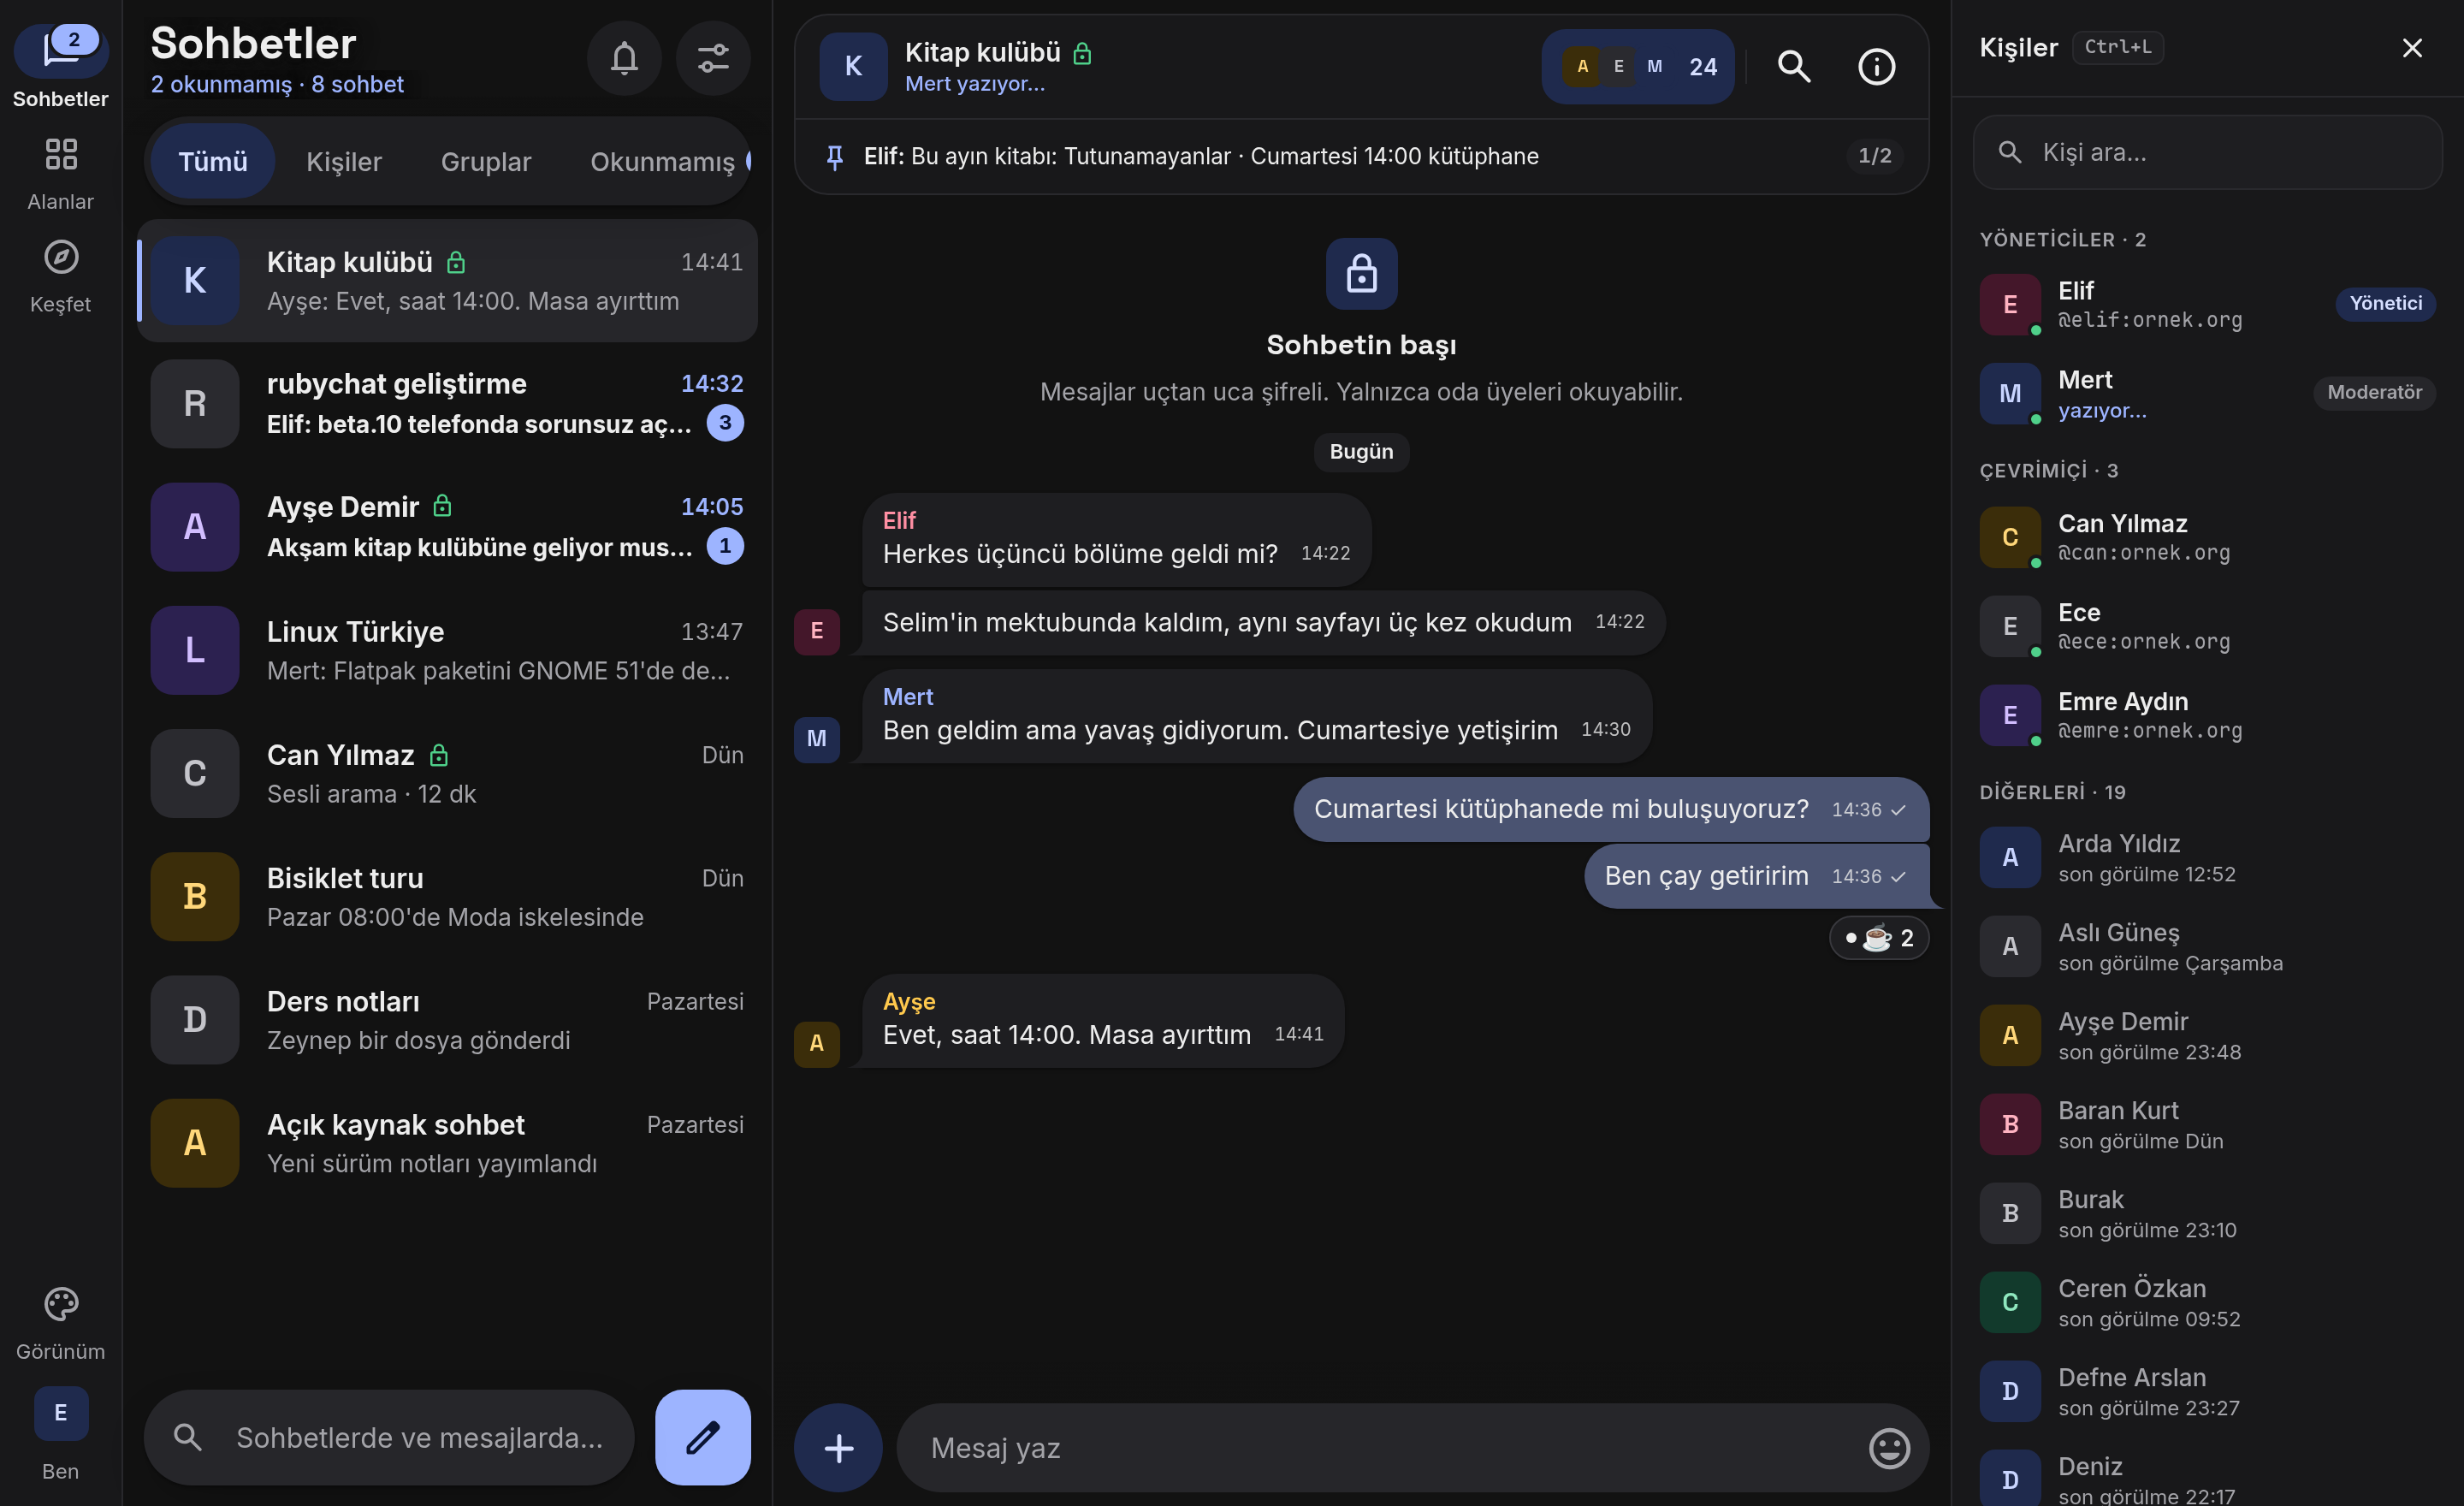 2
Sohbetler
Alanlar
Keşfet
Görünüm
E
Ben
Sohbetler
2 okunmamış · 8 sohbet
Tümü
Kişiler
Gruplar
Okunmamış
K
Kitap kulübü
14:41
Ayşe: Evet, saat 14:00. Masa ayırttım
R
rubychat geliştirme
14:32
Elif: beta.10 telefonda sorunsuz aç...
3
A
Ayşe Demir
14:05
Akşam kitap kulübüne geliyor mus...
1
L
Linux Türkiye
13:47
Mert: Flatpak paketini GNOME 51'de de...
C
Can Yılmaz
Dün
Sesli arama · 12 dk
B
Bisiklet turu
Dün
Pazar 08:00'de Moda iskelesinde
D
Ders notları
Pazartesi
Zeynep bir dosya gönderdi
A
Açık kaynak sohbet
Pazartesi
Yeni sürüm notları yayımlandı
Sohbetlerde ve mesajlarda...
K
Kitap kulübü
Mert yazıyor...
A E M 24
Elif: Bu ayın kitabı: Tutunamayanlar · Cumartesi 14:00 kütüphane
1/2
Sohbetin başı
Mesajlar uçtan uca şifreli. Yalnızca oda üyeleri okuyabilir.
Bugün
Elif
Herkes üçüncü bölüme geldi mi? 14:22
E
Selim'in mektubunda kaldım, aynı sayfayı üç kez okudum 14:22
Mert
M
Ben geldim ama yavaş gidiyorum. Cumartesiye yetişirim 14:30
Cumartesi kütüphanede mi buluşuyoruz? 14:36
Ben çay getiririm 14:36
☕ 2
Ayşe
A
Evet, saat 14:00. Masa ayırttım 14:41
Mesaj yaz
Kişiler Ctrl+L
Kişi ara...
YÖNETİCİLER · 2
E
Elif
@elif:ornek.org
Yönetici
M
Mert
yazıyor...
Moderatör
ÇEVRİMİÇİ · 3
C
Can Yılmaz
@can:ornek.org
E
Ece
@ece:ornek.org
E
Emre Aydın
@emre:ornek.org
DİĞERLERİ · 19
A
Arda Yıldız
son görülme 12:52
A
Aslı Güneş
son görülme Çarşamba
A
Ayşe Demir
son görülme 23:48
B
Baran Kurt
son görülme Dün
B
Burak
son görülme 23:10
C
Ceren Özkan
son görülme 09:52
D
Defne Arslan
son görülme 23:27
D
Deniz
son görülme 22:17